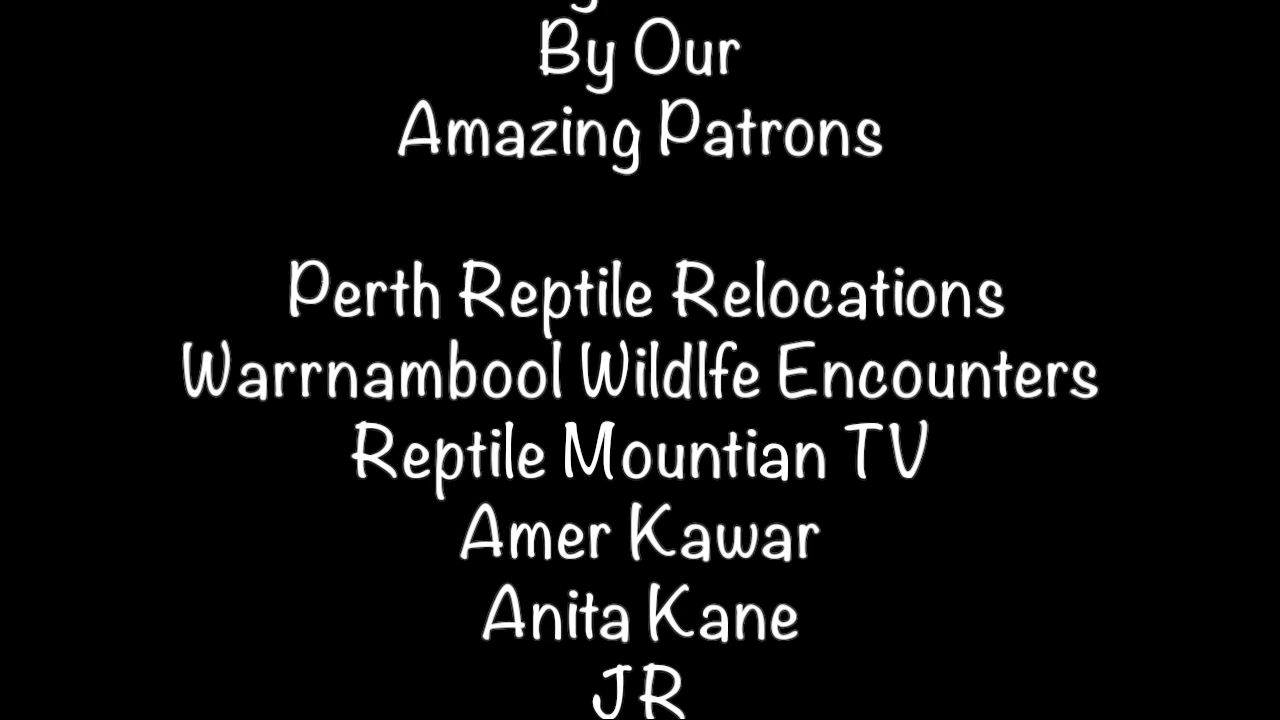 By Our
Amazing Patrons
Perth Reptile Relocations
Warrnambool Wildlfe Encounters
Reptile Mountian TV
Amer Kawar
Anita Kane
JR